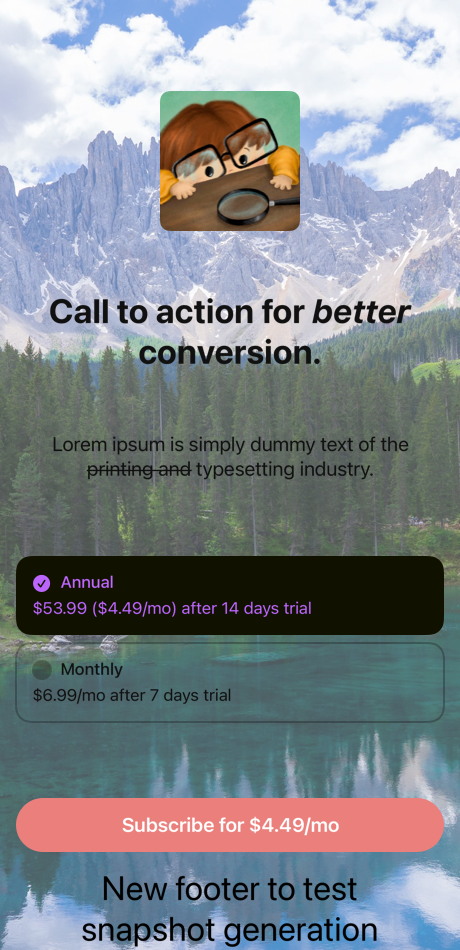 Call to action for better
conversion.
Lorem ipsum is simply dummy text of the
printing and typesetting industry.
Annual
$53.99 ($4.49/mo) after 14 days trial
Monthly
$6.99/mo after 7 days trial
Subscribe for $4.49/mo
New footer to test
snapshot generation